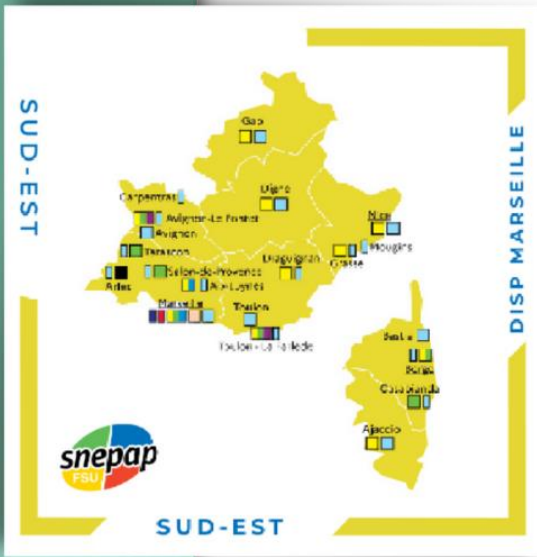 SUD-EST
DISP MARSEILLE
Gap
Digne
Carpentras
Avignon-Le Pontet
Avignon
Nice
Mougins
Grasse
Tarascon
Draguignan
Salon-de-Provence
Arles
Aix-Luynes
Marseille
Toulon
Toulon - La Farlède
Bastia
Borgo
Casabianda
Ajaccio
snepap
FSU
SUD-EST